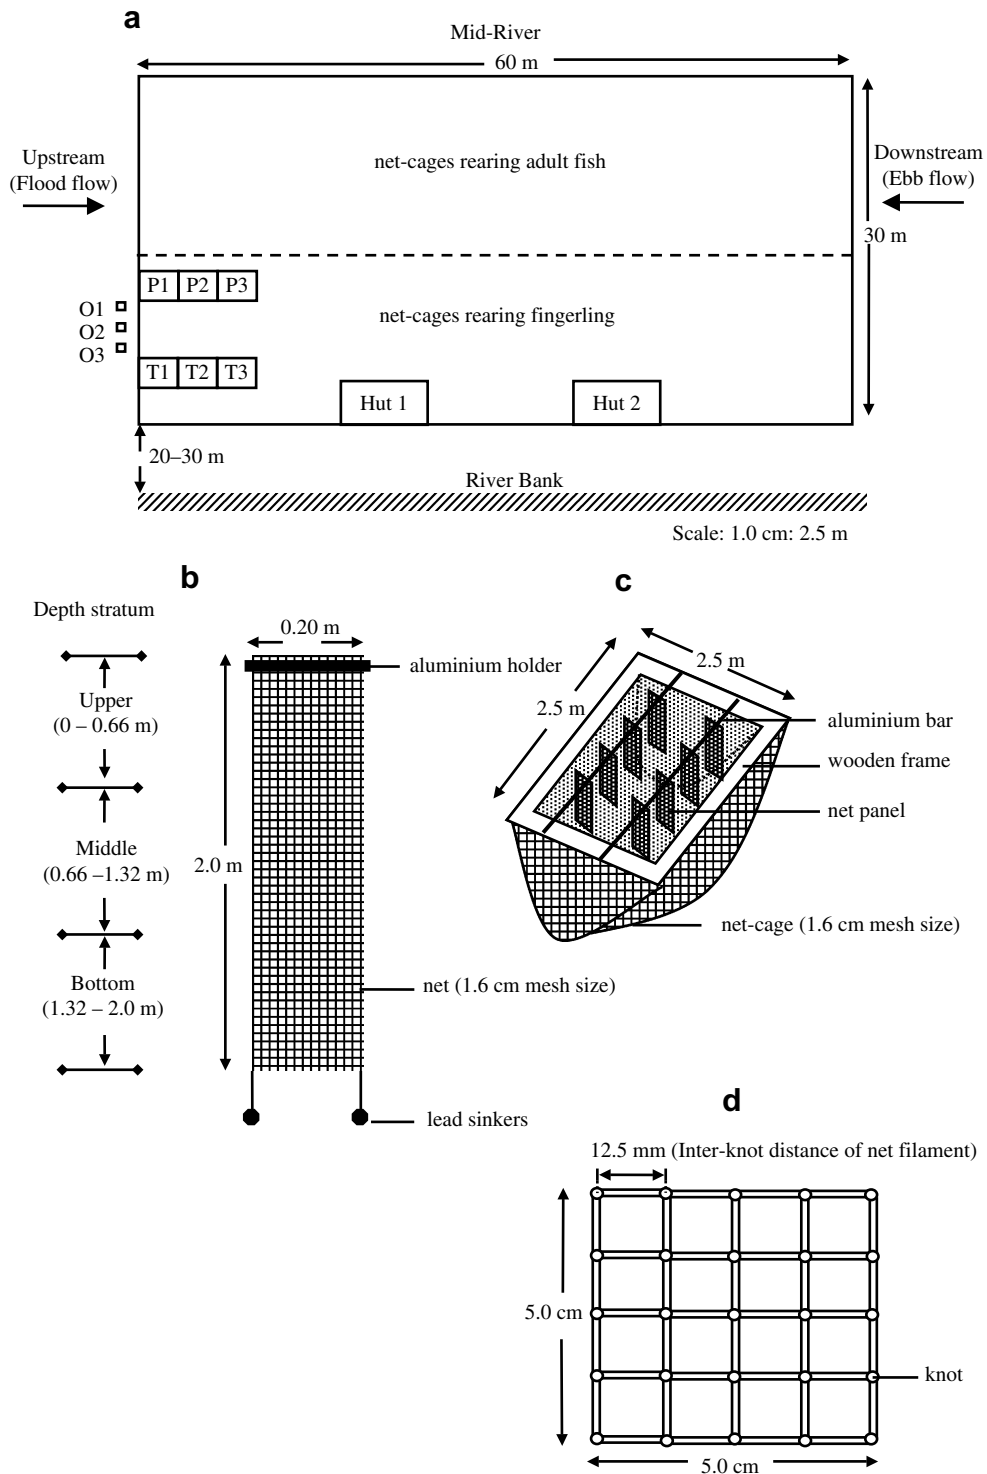 a
Mid-River
60 m
Upstream
(Flood flow)
net-cages rearing adult fish
Downstream
(Ebb flow)
30 m
P1 P2 P3
O1
O2
O3
net-cages rearing fingerling
T1 T2 T3
Hut 1
Hut 2
20–30 m
River Bank
Scale: 1.0 cm: 2.5 m
b
Depth stratum
Upper
(0 – 0.66 m)
Middle
(0.66 –1.32 m)
Bottom
(1.32 – 2.0 m)
0.20 m
aluminium holder
2.0 m
net (1.6 cm mesh size)
lead sinkers
c
2.5 m
2.5 m
aluminium bar
wooden frame
net panel
net-cage (1.6 cm mesh size)
d
12.5 mm (Inter-knot distance of net filament)
5.0 cm
knot
5.0 cm